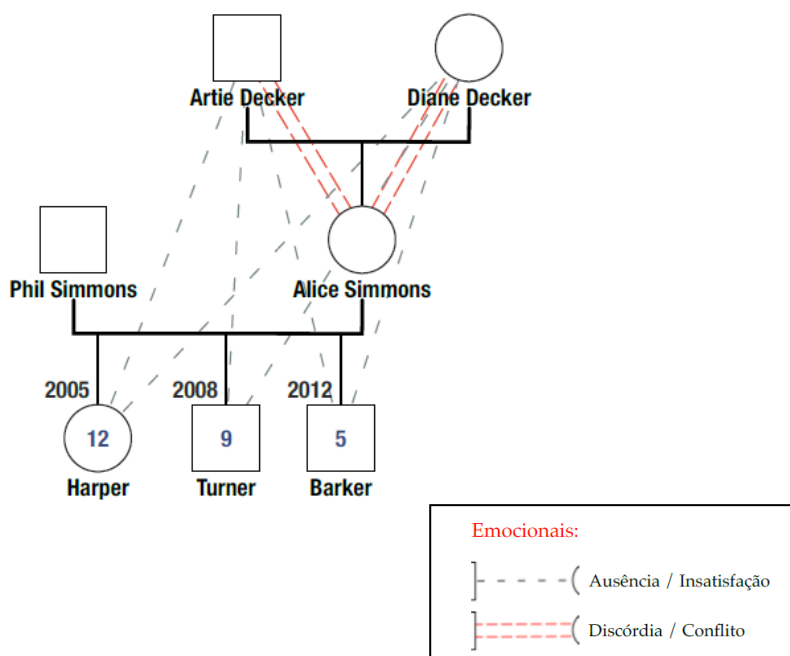 Artie Decker
Diane Decker
Phil Simmons
Alice Simmons
2005
2008
2012
12
9
5
Harper
Turner
Barker
Emocionais:
Ausência / Insatisfação
Discórdia / Conflito